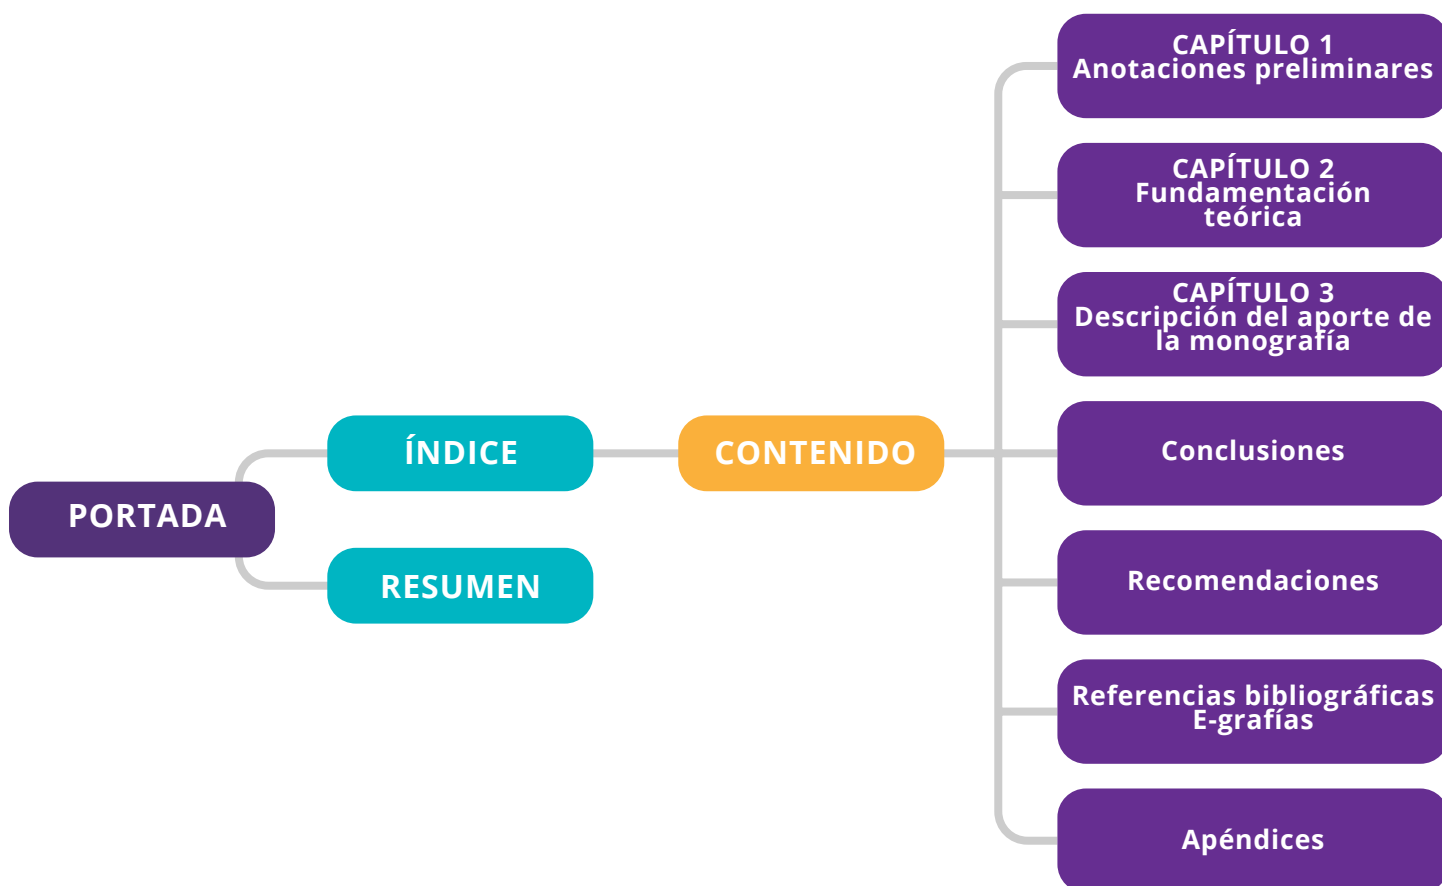 PORTADA
ÍNDICE
RESUMEN
CONTENIDO
CAPÍTULO 1
Anotaciones preliminares
CAPÍTULO 2
Fundamentación
teórica
CAPÍTULO 3
Descripción del aporte de
la monografía
Conclusiones
Recomendaciones
Referencias bibliográficas
E-grafías
Apéndices